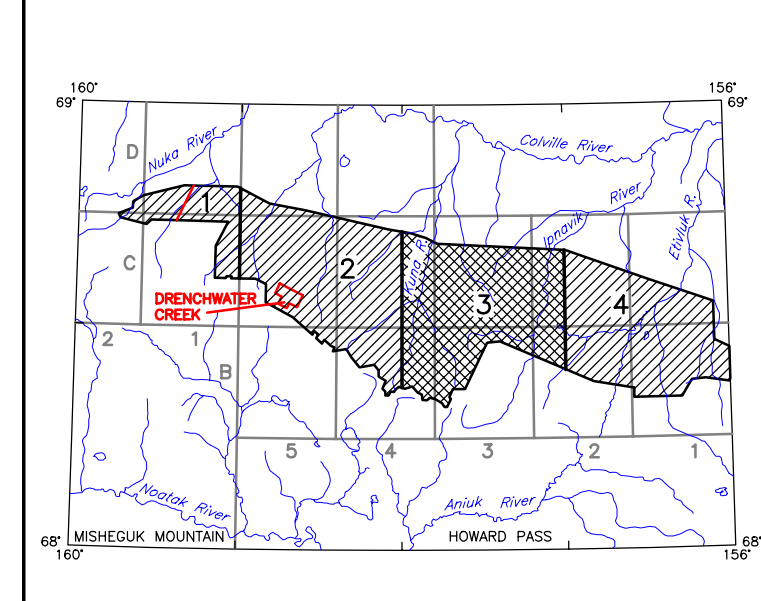 160°
156°
69°
69°
D
Nuka River
Colville River
1
Ipnavik River
Etivluk R.
Kuna R.
C
2
3
4
DRENCHWATER
CREEK
2
1
B
5
4
3
2
1
Noatak River
Aniuk River
68°
MISHEGUK MOUNTAIN
HOWARD PASS
68°
160°
156°